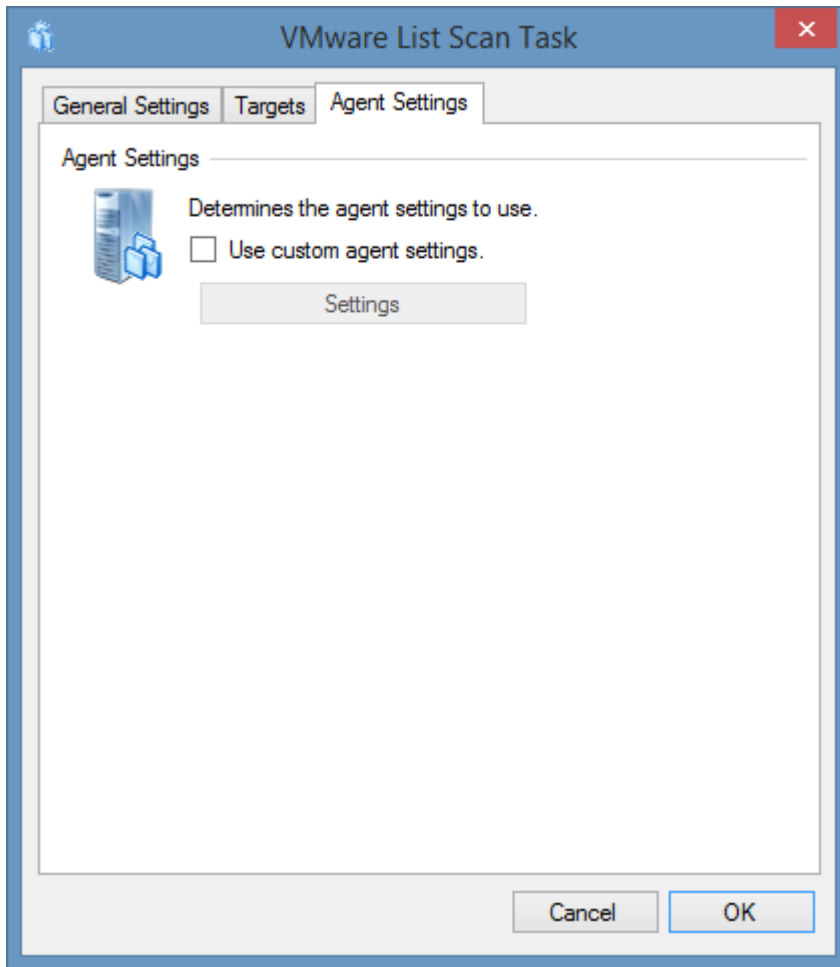 VMware List Scan Task
General Settings
Targets
Agent Settings
Agent Settings
Determines the agent settings to use.
Use custom agent settings.
Settings
Cancel
OK